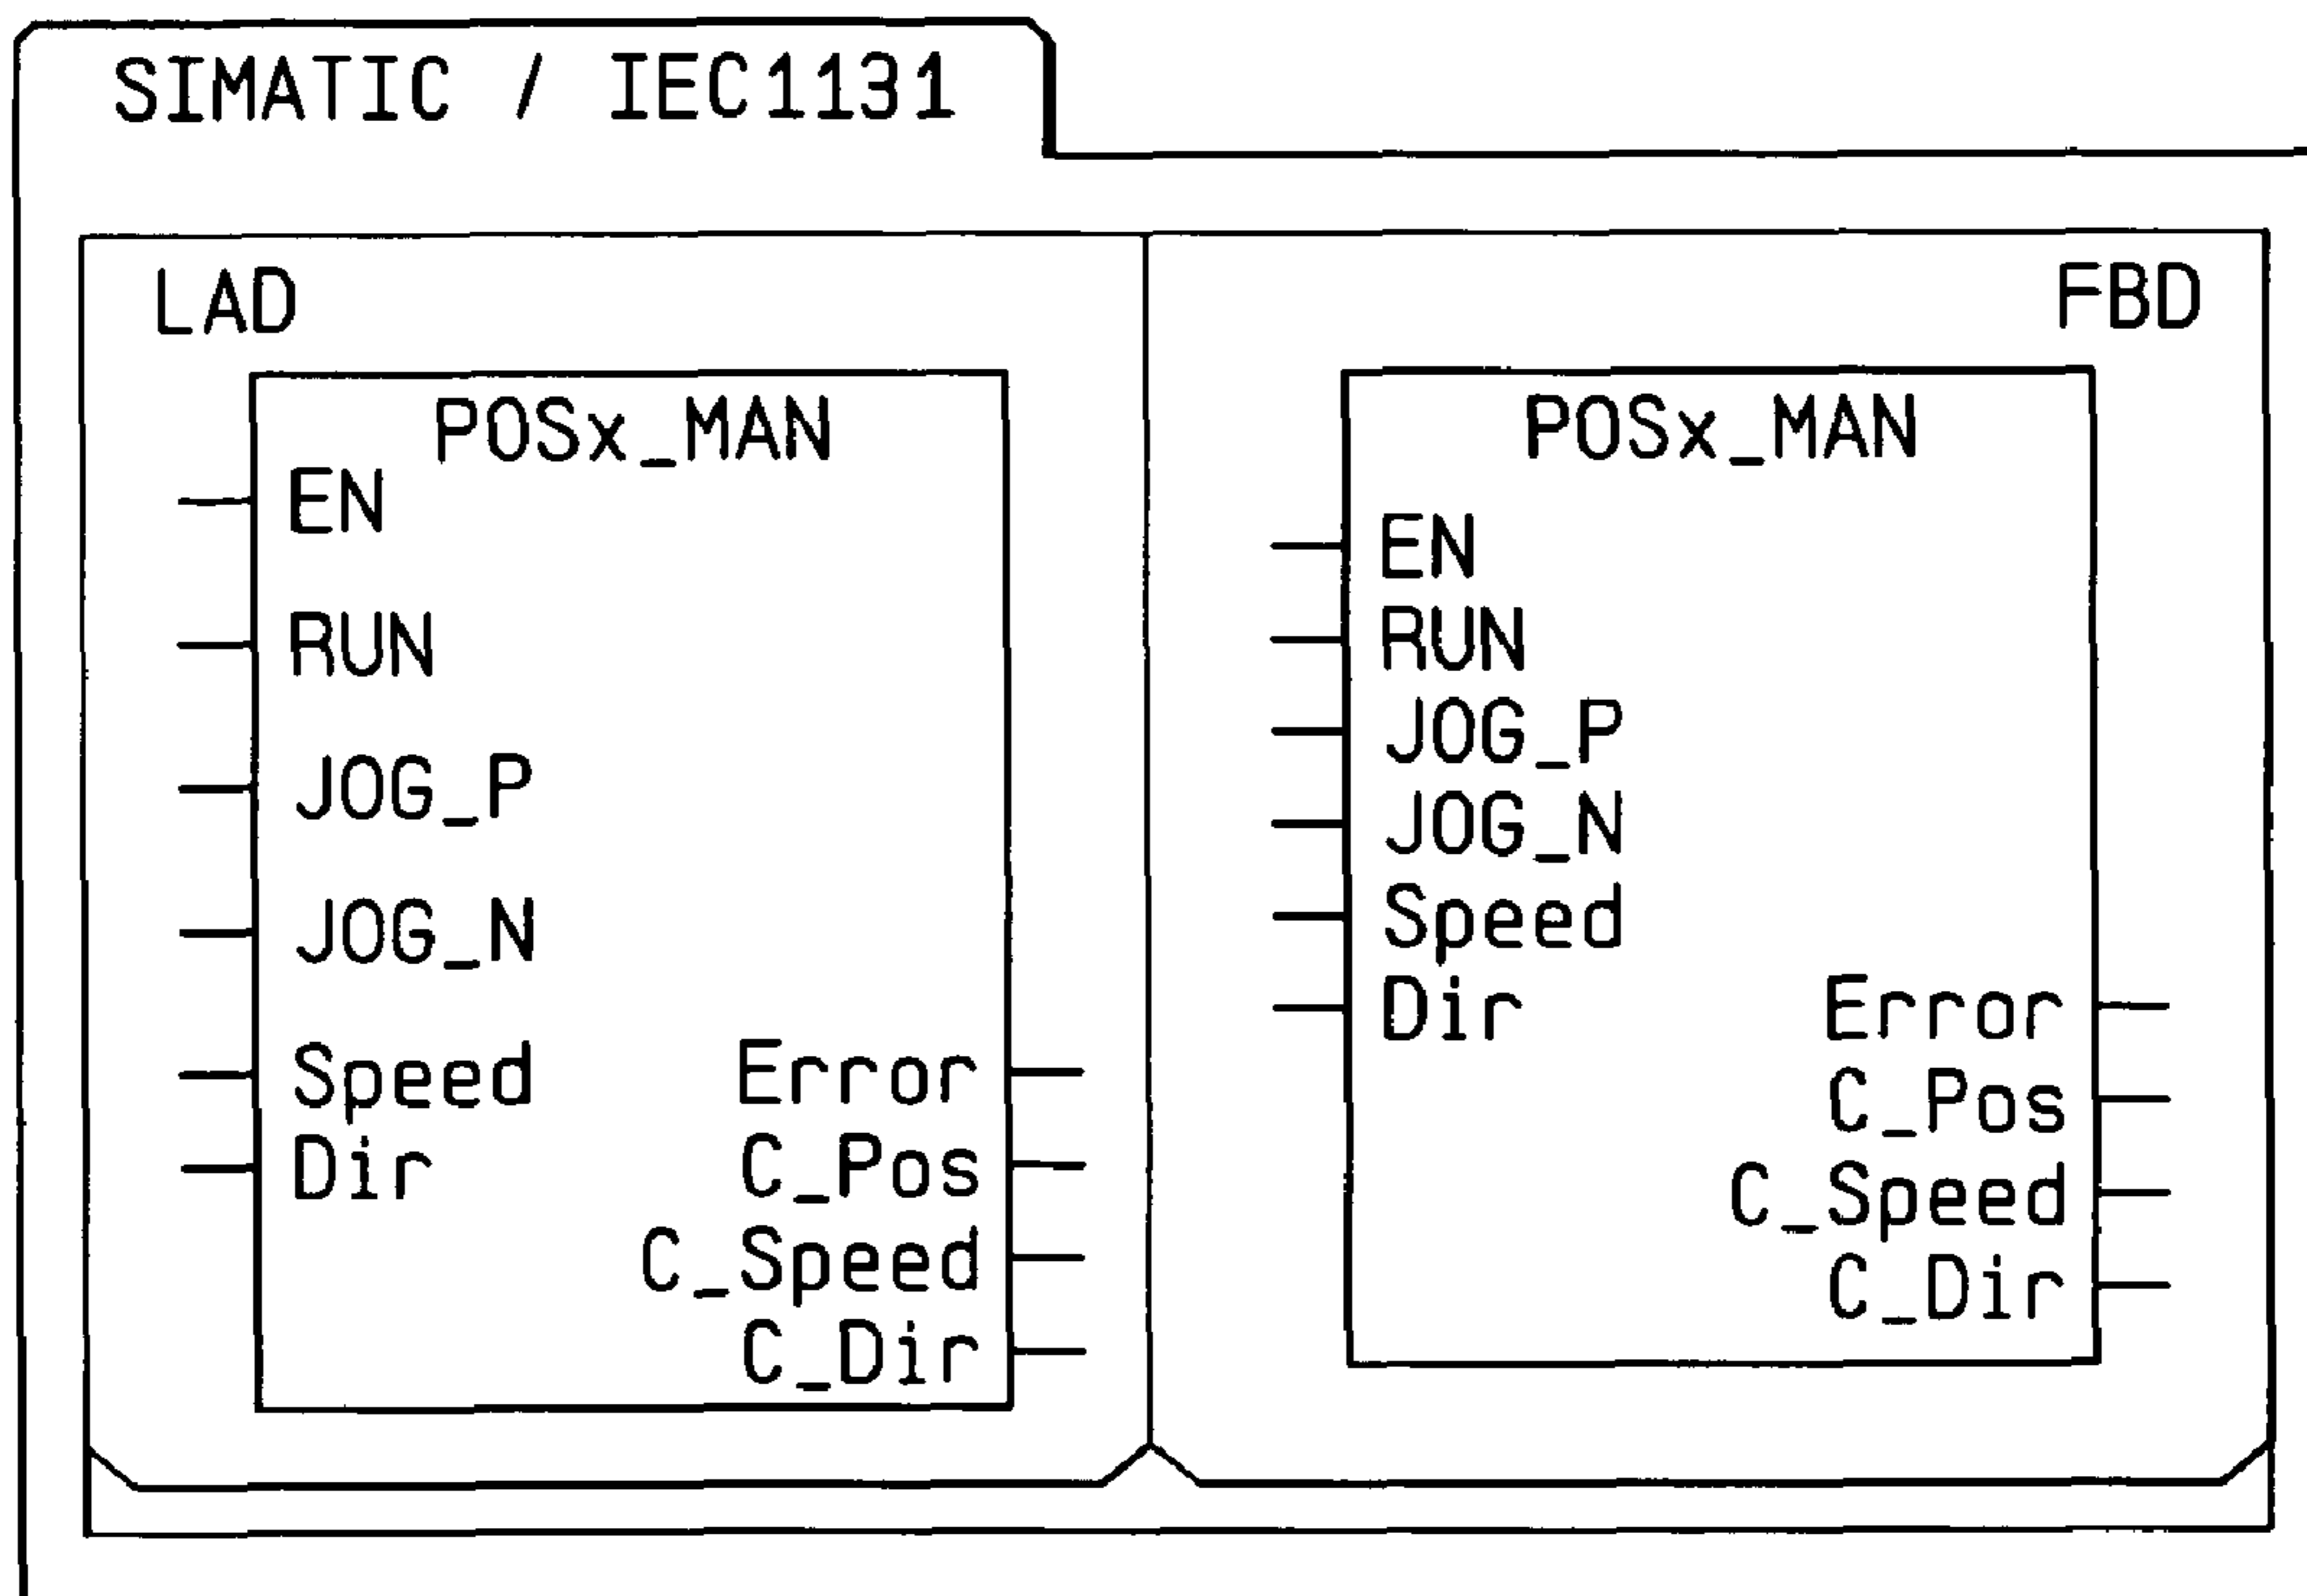 SIMATIC / IEC1131
LAD
POSx_MAN
EN
RUN
JOG_P
JOG_N
Speed Error
Dir C_Pos
C_Speed
C_Dir
FBD
POSx_MAN
EN
RUN
JOG_P
JOG_N
Speed
Dir Error
C_Pos
C_Speed
C_Dir